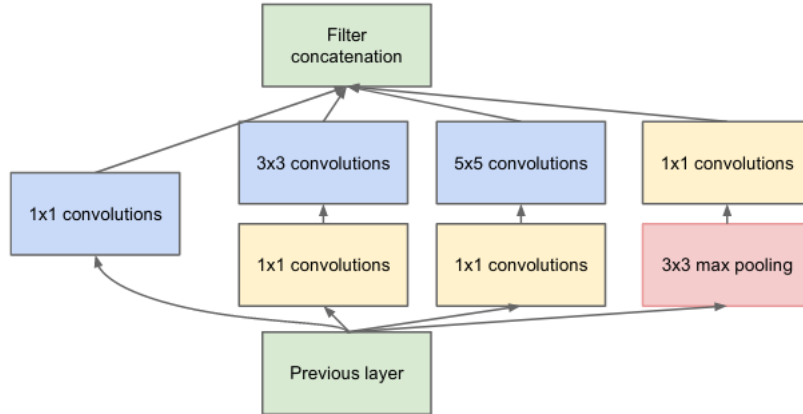 Filter
concatenation
3x3 convolutions
5x5 convolutions
1x1 convolutions
1x1 convolutions
1x1 convolutions
1x1 convolutions
3x3 max pooling
Previous layer